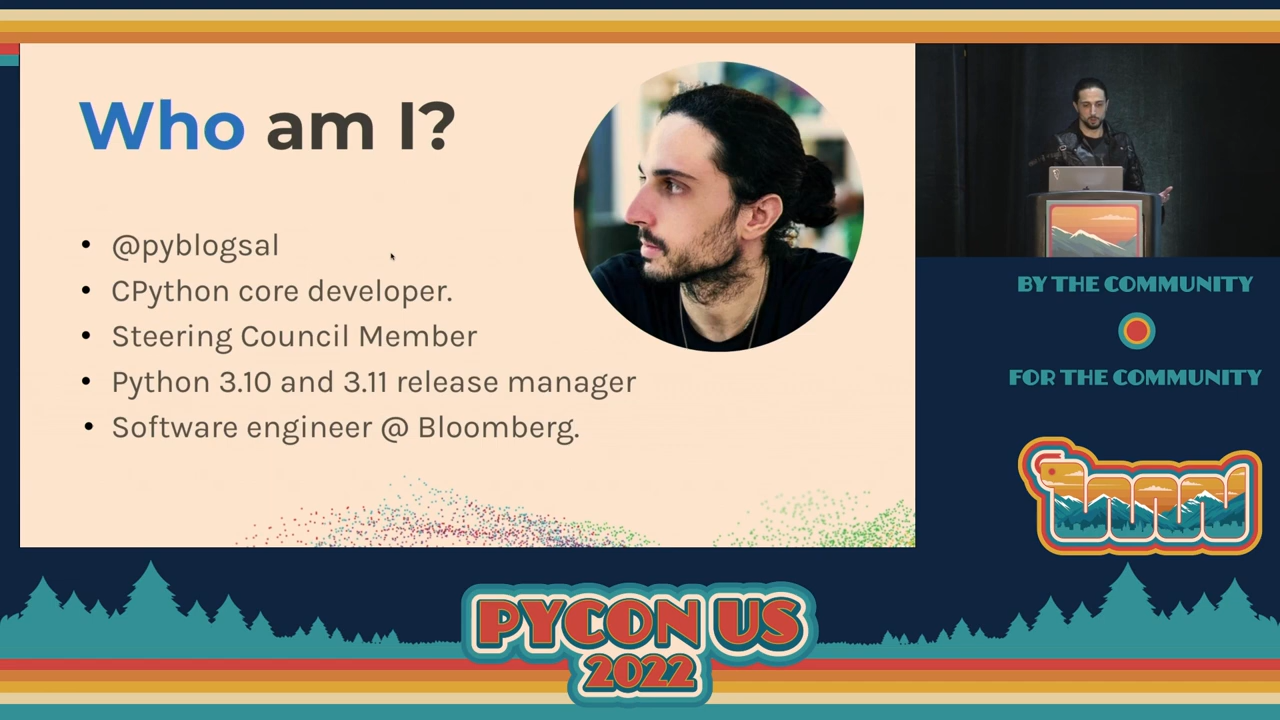 Who am I?
@pyblogsal
CPython core developer.
Steering Council Member
Python 3.10 and 3.11 release manager
Software engineer @ Bloomberg.
BY THE COMMUNITY
FOR THE COMMUNITY
PYCON US
2022